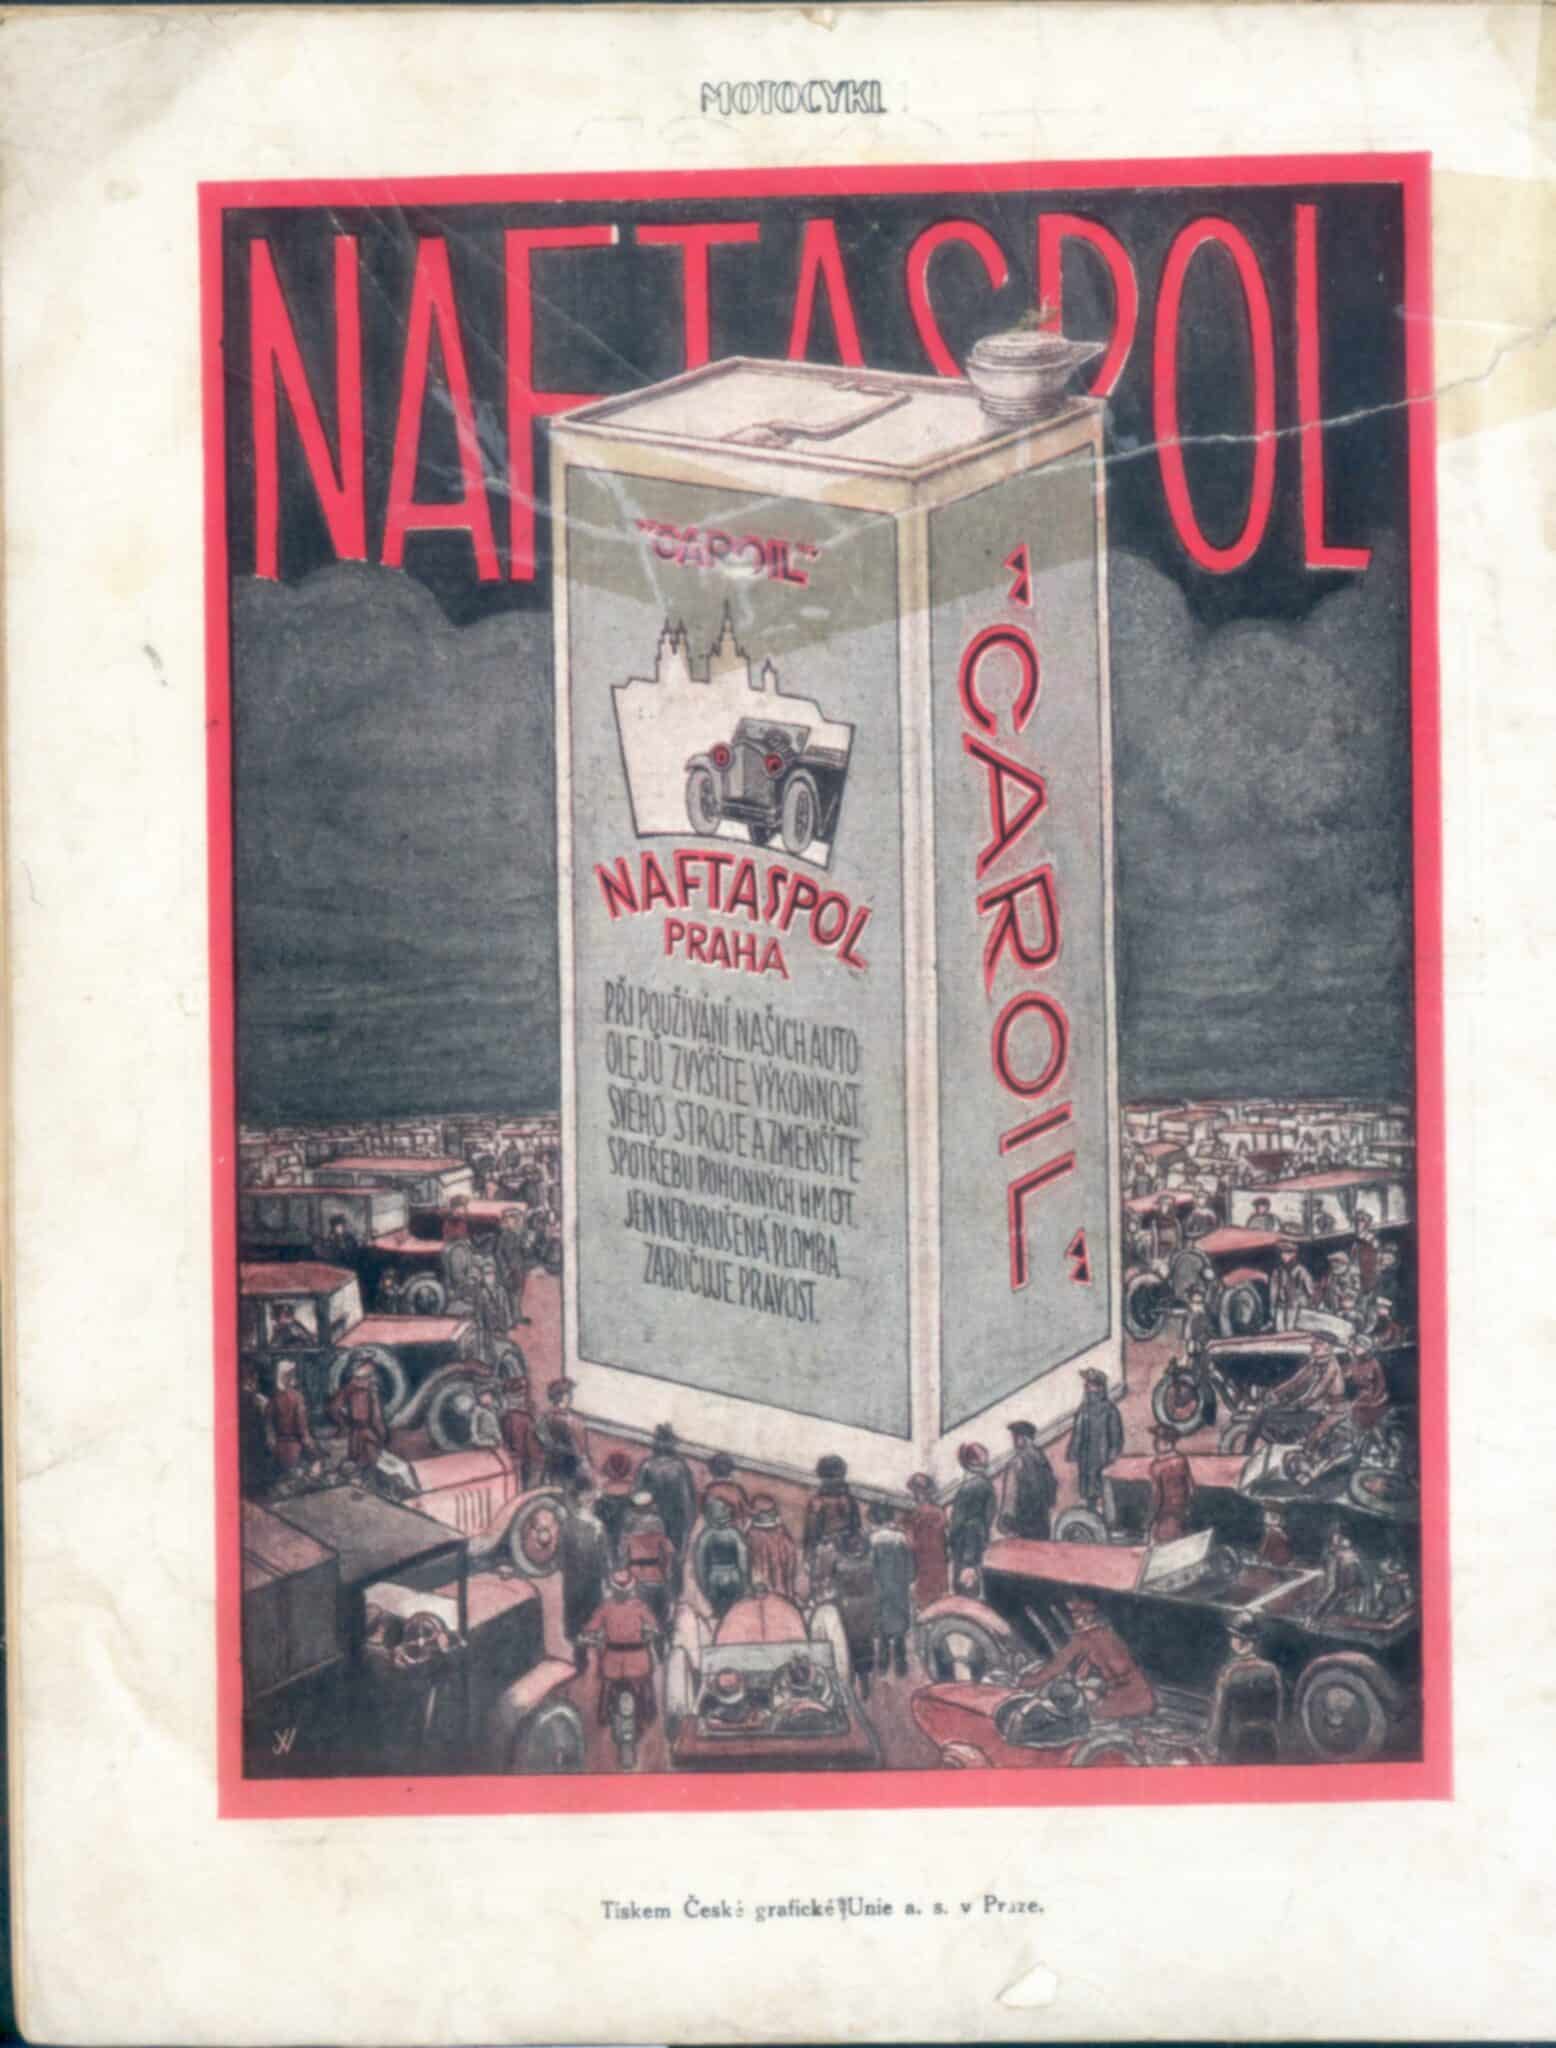 MOTOCYKL
NAFTASPOL
"CAROIL"
NAFTASPOL
PRAHA
PŘI POUŽÍVÁNÍ NAŠICH AUTO
OLEJŮ ZVÝŠÍTE VÝKONNOST
SVÉHO STROJE A ZMENŠÍTE
SPOTŘEBU POHONNÝCH HMOT.
JEN NEPORUŠENÁ PLOMBA
ZARUČUJE PRAVOST.
"CAROIL"
JW
Tiskem České grafické Unie a. s. v Praze.